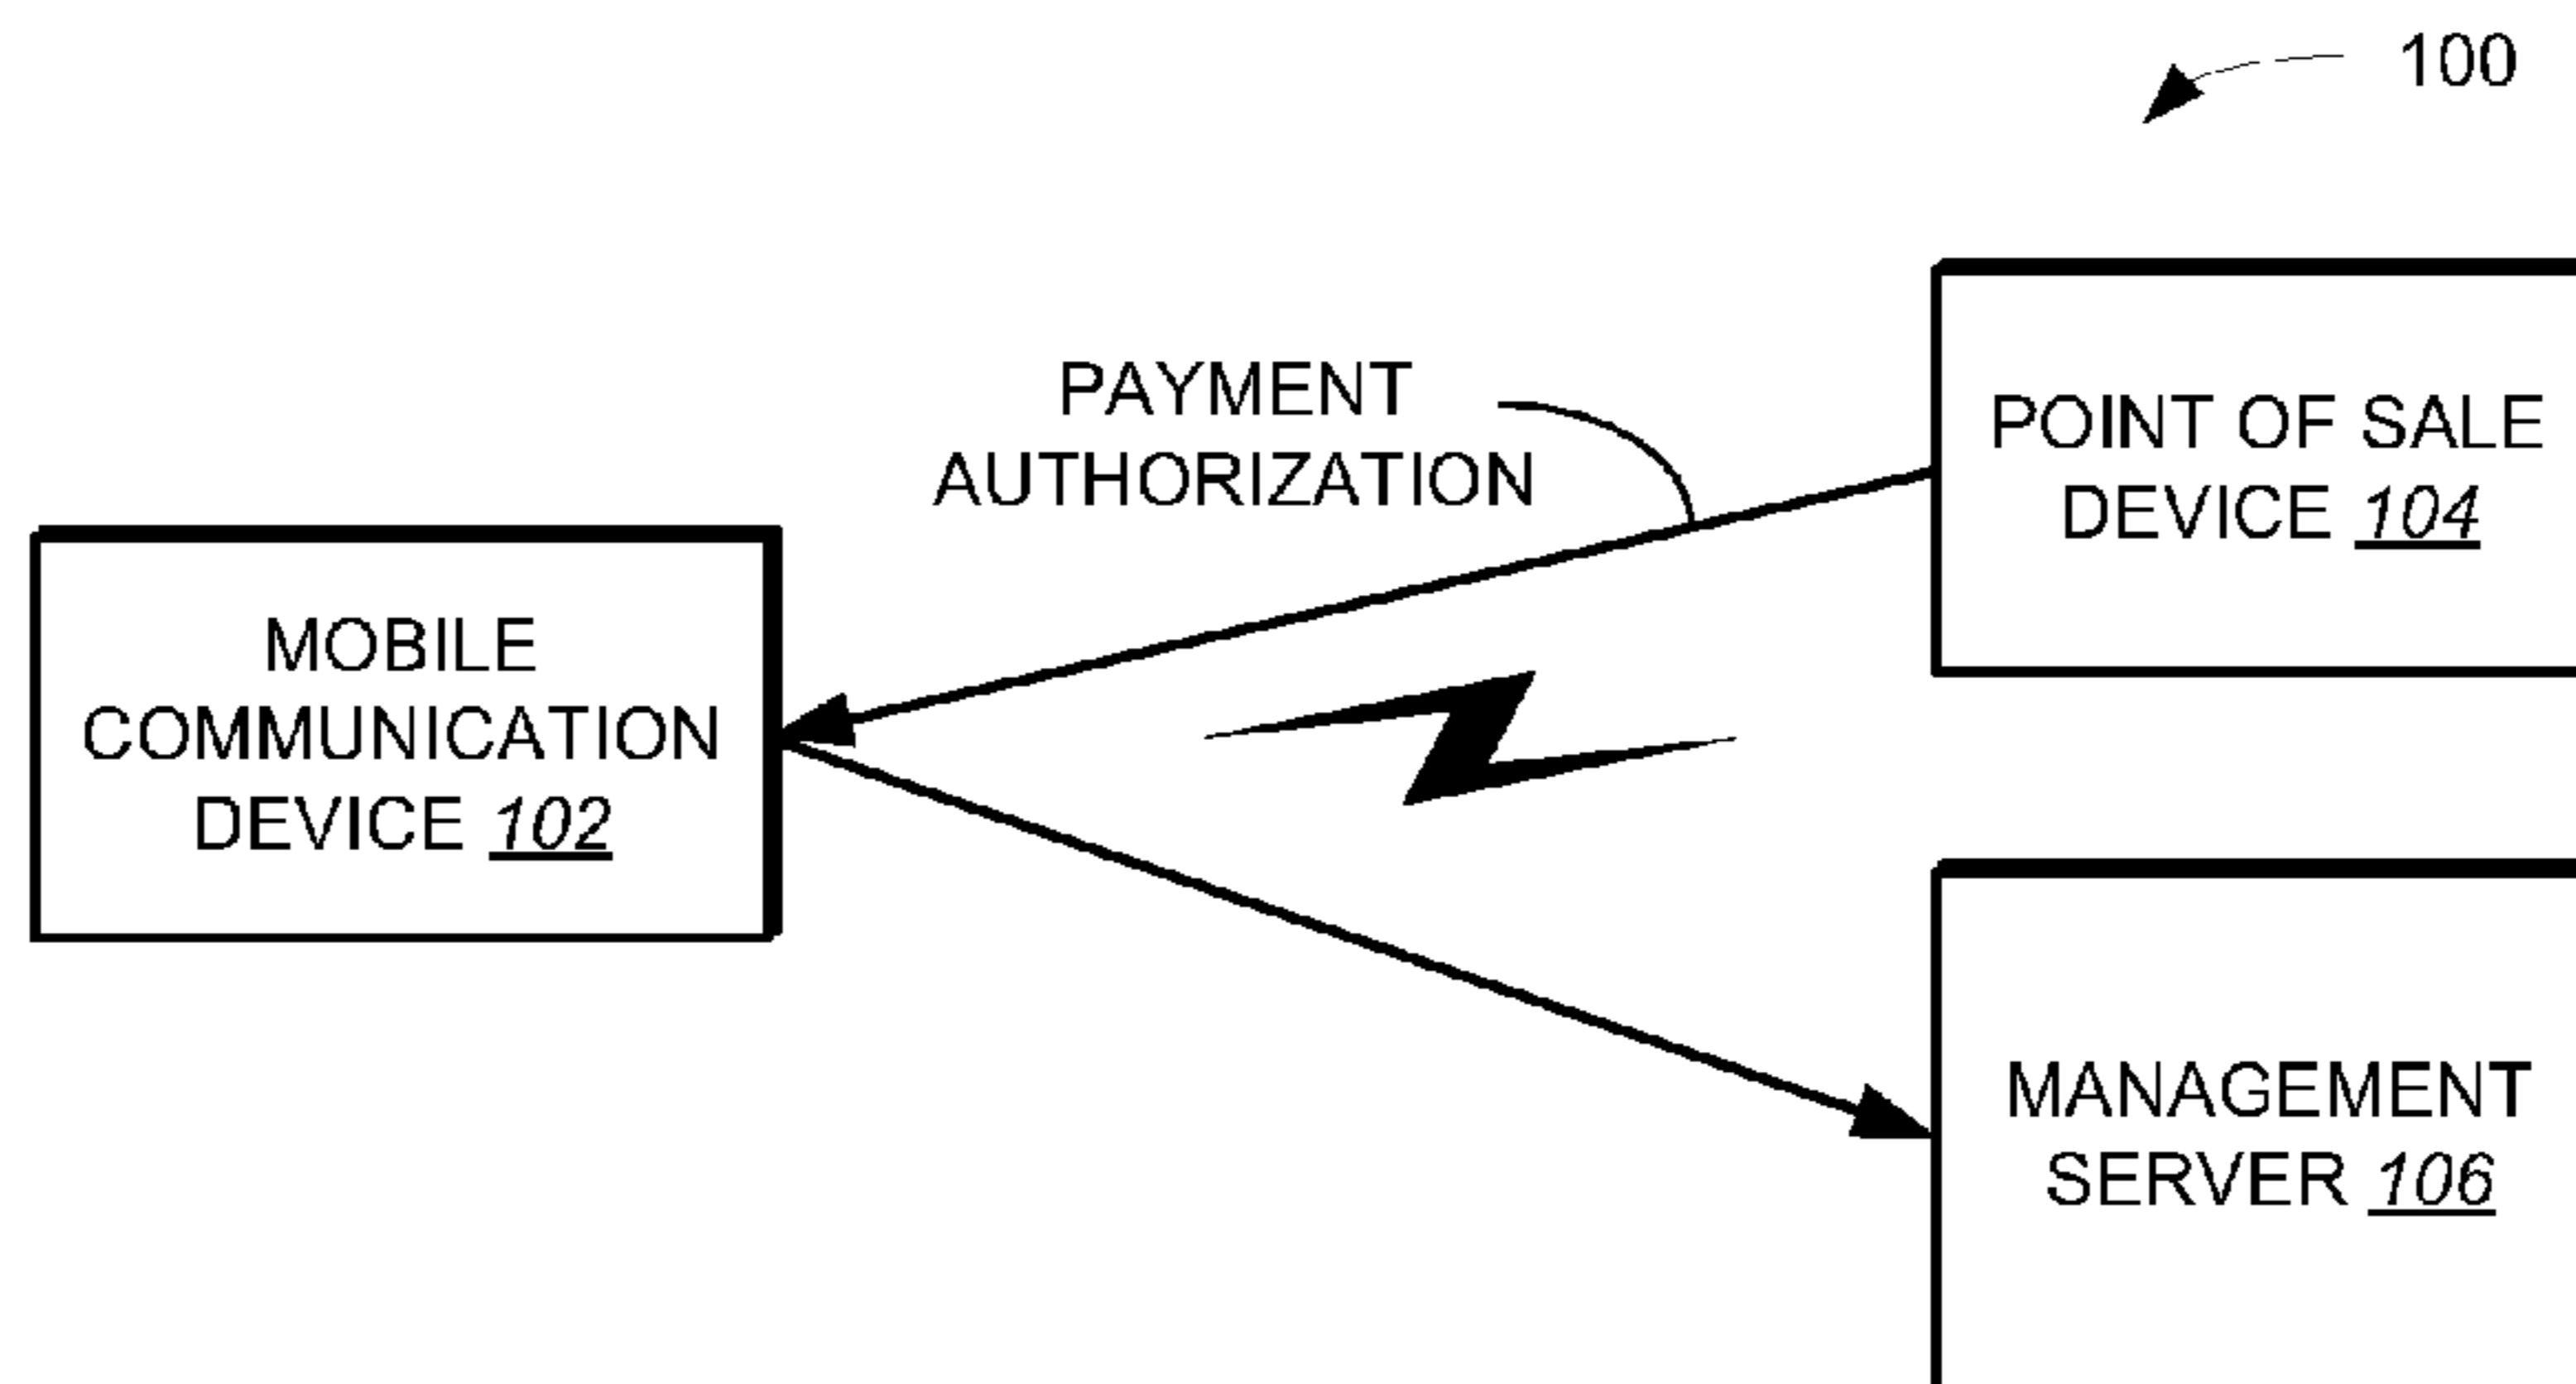 100
PAYMENT
AUTHORIZATION
POINT OF SALE
DEVICE 104
MOBILE
COMMUNICATION
DEVICE 102
MANAGEMENT
SERVER 106